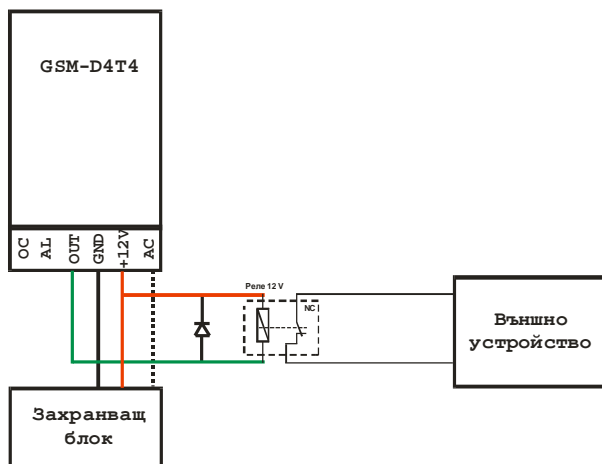 GSM-D4T4
OC
AL
OUT
GND
+12V
AC
Реле 12 V
NC
Външно
устройство
Захранващ
блок